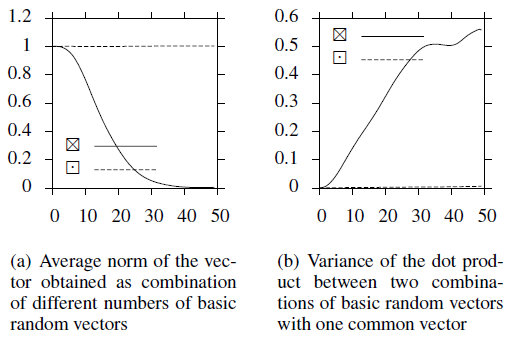 1.2
1
0.8
0.6
0.4
0.2
0
0 10 20 30 40 50
(a) Average norm of the vec-
tor obtained as combination
of different numbers of basic
random vectors
0.6
0.5
0.4
0.3
0.2
0.1
0
0 10 20 30 40 50
(b) Variance of the dot prod-
uct between two combina-
tions of basic random vectors
with one common vector